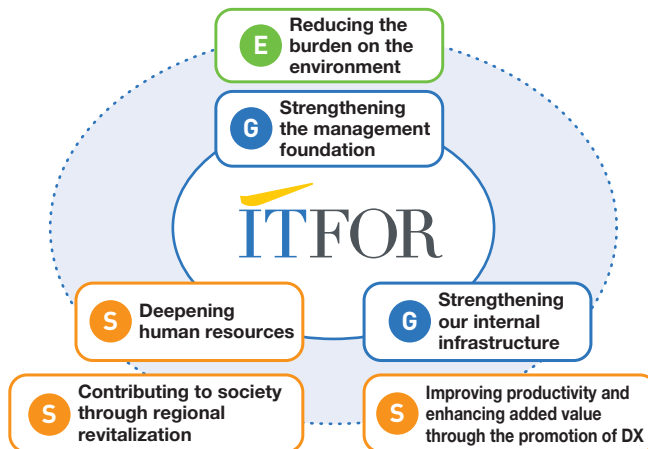 E
Reducing the
burden on the
environment
G
Strengthening
the management
foundation
ITFOR
S
Deepening
human resources
G
Strengthening
our internal
infrastructure
S
Contributing to society
through regional
revitalization
S
Improving productivity and
enhancing added value
through the promotion of DX